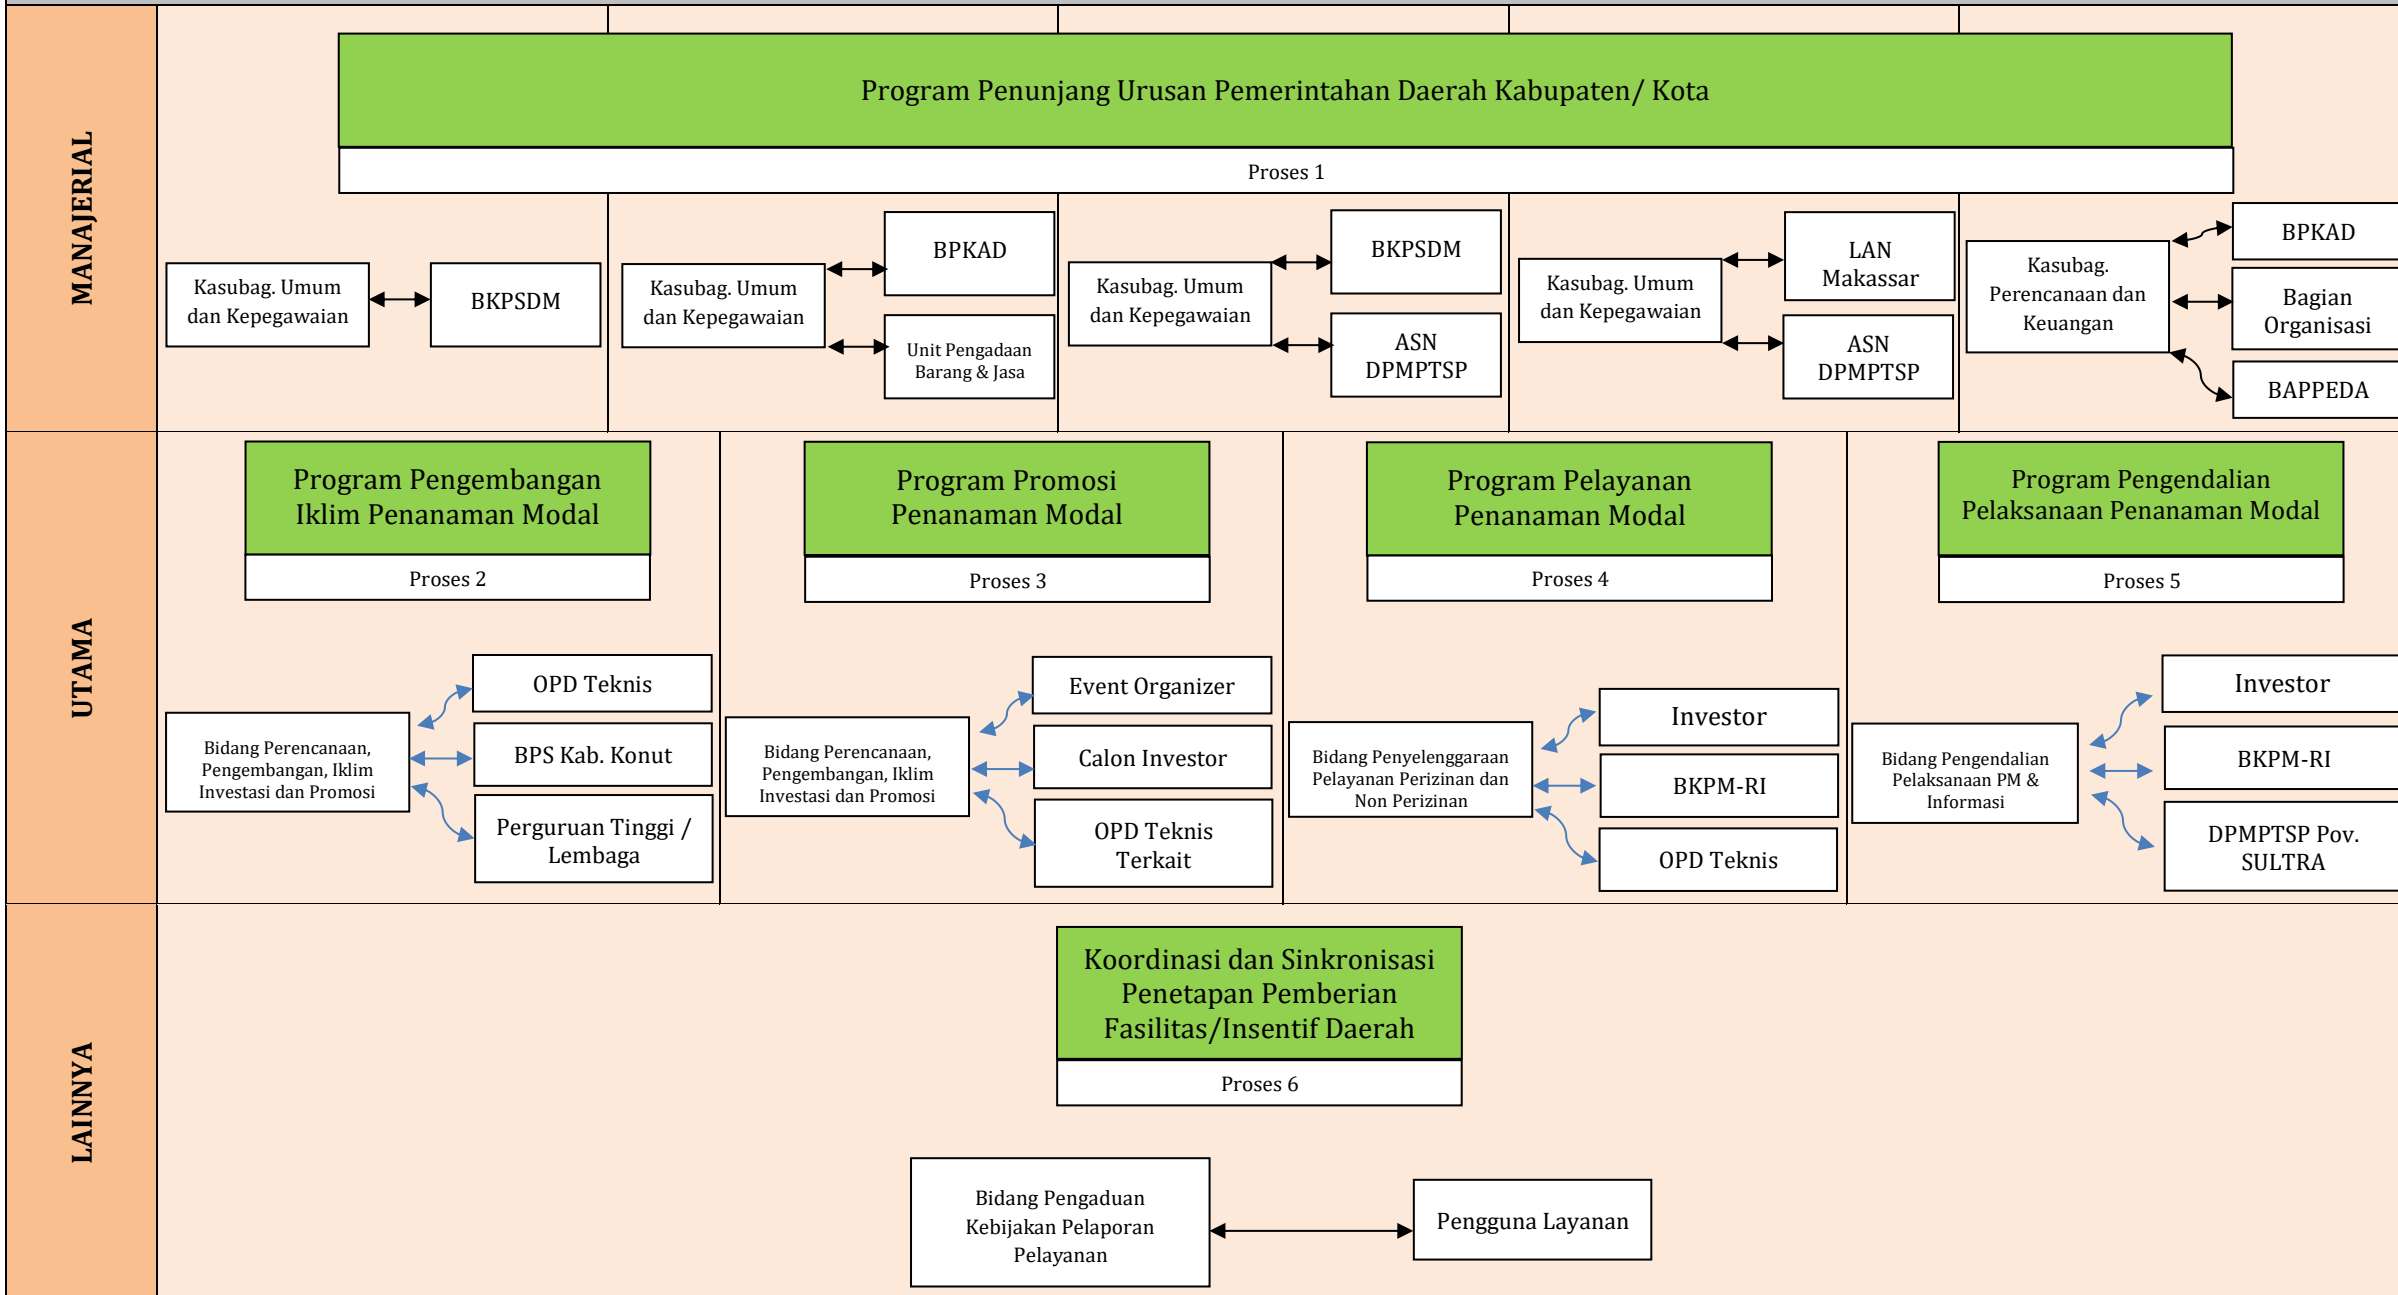 MANAJERIAL
Program Penunjang Urusan Pemerintahan Daerah Kabupaten/ Kota
Proses 1
Kasubag. Umum
dan Kepegawaian
BKPSDM
Kasubag. Umum
dan Kepegawaian
BPKAD
Unit Pengadaan
Barang & Jasa
Kasubag. Umum
dan Kepegawaian
BKPSDM
ASN
DPMPTSP
Kasubag. Umum
dan Kepegawaian
LAN
Makassar
ASN
DPMPTSP
Kasubag.
Perencanaan dan
Keuangan
BPKAD
Bagian
Organisasi
BAPPEDA
UTAMA
Program Pengembangan
Iklim Penanaman Modal
Proses 2
Bidang Perencanaan,
Pengembangan, Iklim
Investasi dan Promosi
OPD Teknis
BPS Kab. Konut
Perguruan Tinggi /
Lembaga
Program Promosi
Penanaman Modal
Proses 3
Bidang Perencanaan,
Pengembangan, Iklim
Investasi dan Promosi
Event Organizer
Calon Investor
OPD Teknis
Terkait
Program Pelayanan
Penanaman Modal
Proses 4
Bidang Penyelenggaraan
Pelayanan Perizinan dan
Non Perizinan
Investor
BKPM-RI
OPD Teknis
Program Pengendalian
Pelaksanaan Penanaman Modal
Proses 5
Bidang Pengendalian
Pelaksanaan PM &
Informasi
Investor
BKPM-RI
DPMPTSP Pov.
SULTRA
LAINNYA
Koordinasi dan Sinkronisasi
Penetapan Pemberian
Fasilitas/Insentif Daerah
Proses 6
Bidang Pengaduan
Kebijakan Pelaporan
Pelayanan
Pengguna Layanan